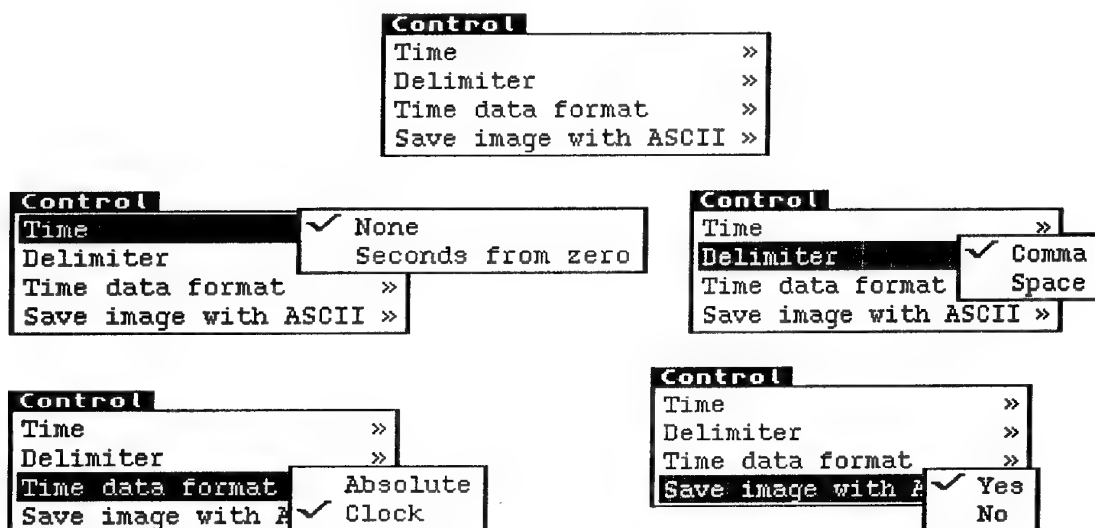 Control
Time »
Delimiter »
Time data format »
Save image with ASCII »
Control
Time
✓ None
Seconds from zero
Delimiter
Time data format »
Save image with ASCII »
Control
Time »
Delimiter
✓ Comma
Time data format
Space
Save image with ASCII »
Control
Time »
Delimiter »
Time data format
Absolute
Save image with A
✓ Clock
Control
Time »
Delimiter »
Time data format »
Save image with A
✓ Yes
No